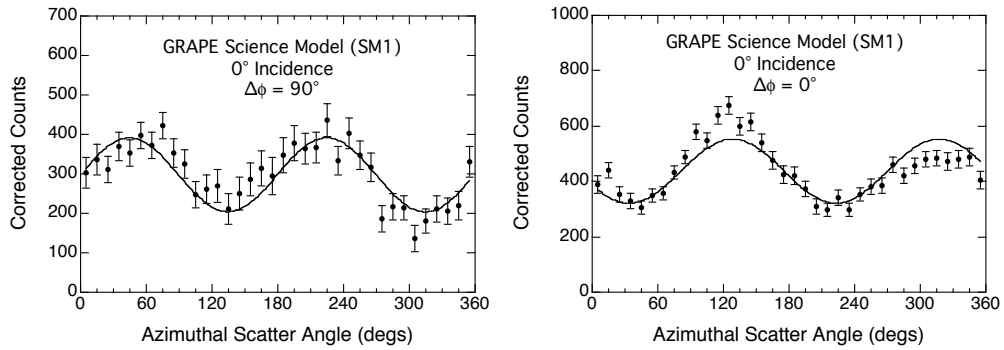 700
600
500
400
300
200
100
0
Corrected Counts
GRAPE Science Model (SM1)
0° Incidence
Δϕ = 90°
0 60 120 180 240 300 360
Azimuthal Scatter Angle (degs)
1000
800
600
400
200
0
Corrected Counts
GRAPE Science Model (SM1)
0° Incidence
Δϕ = 0°
0 60 120 180 240 300 360
Azimuthal Scatter Angle (degs)